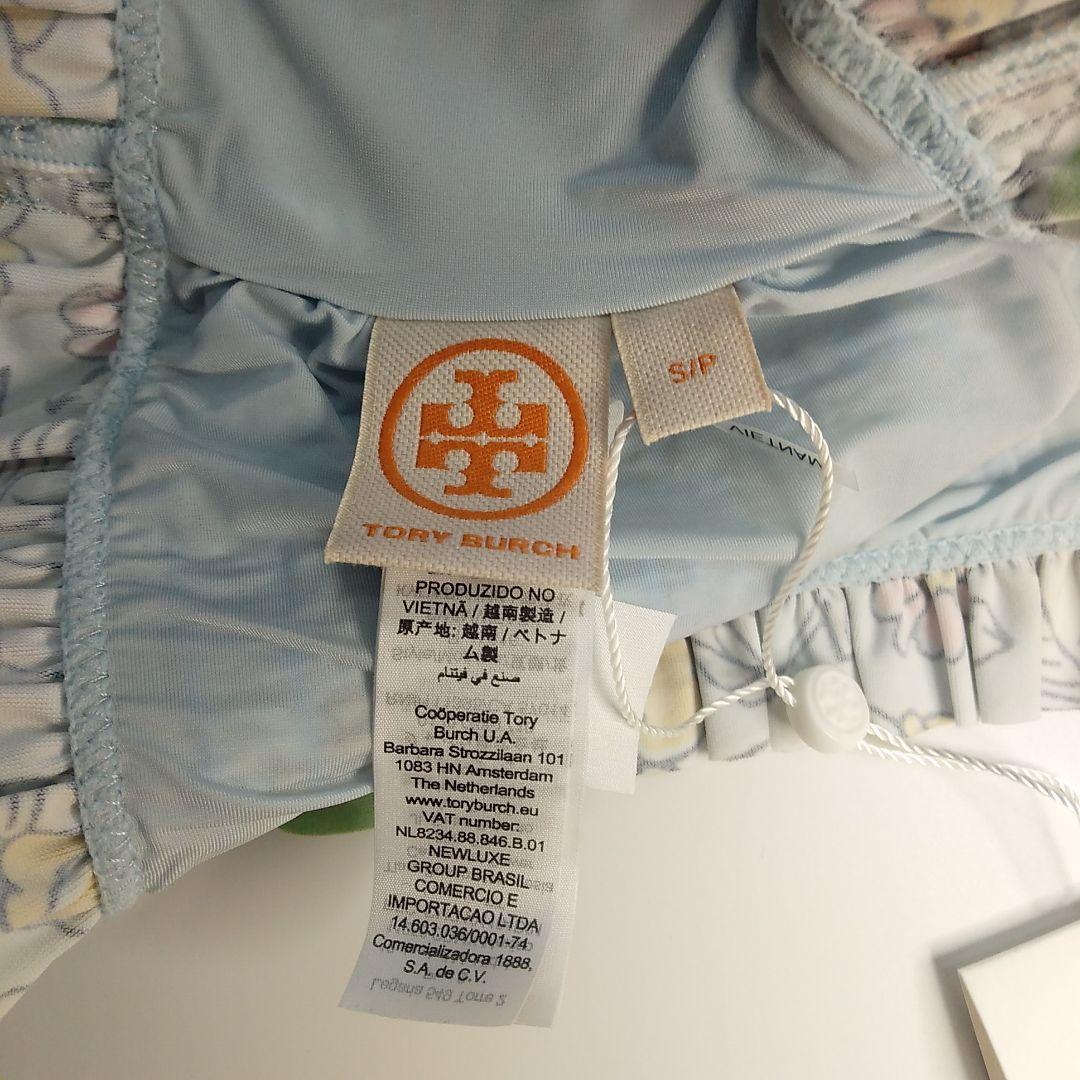 TORY BURCH
S/P
VIETNAM
PRODUZIDO NO
VIETNÃ / 越南製造 /
原产地: 越南 / ベトナ
ム製
صنع في فيتنام
Coöperatie Tory
Burch U.A.
Barbara Strozzilaan 101
1083 HN Amsterdam
The Netherlands
www.toryburch.eu
VAT number:
NL8234.88.846.B.01
NEWLUXE
GROUP BRASIL
COMERCIO E
IMPORTACAO LTDA
14.603.036/0001-74
Comercializadora 1888,
S.A. de C.V.